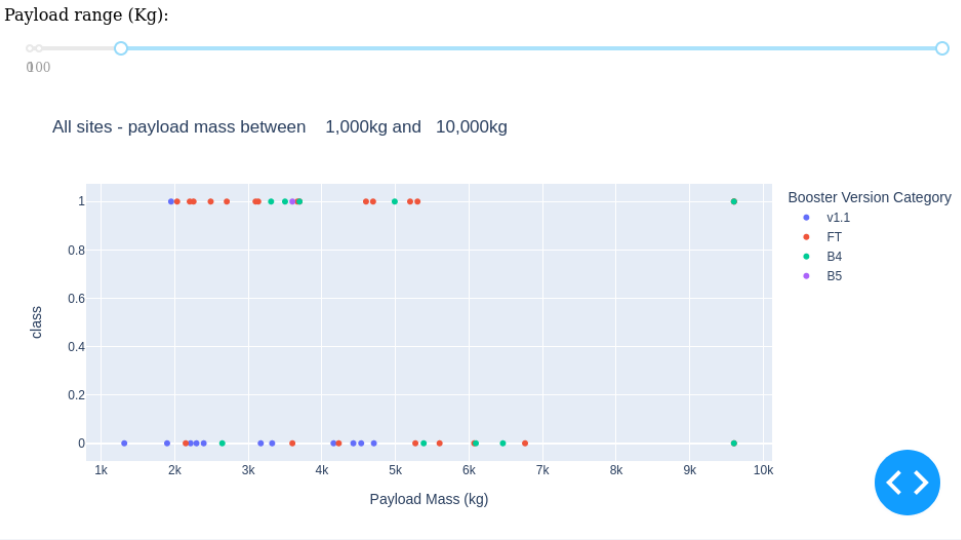 Payload range (Kg):
0 100
All sites - payload mass between 1,000kg and 10,000kg
Booster Version Category
v1.1
FT
B4
B5
class
1
0.8
0.6
0.4
0.2
0
1k 2k 3k 4k 5k 6k 7k 8k 9k 10k
Payload Mass (kg)